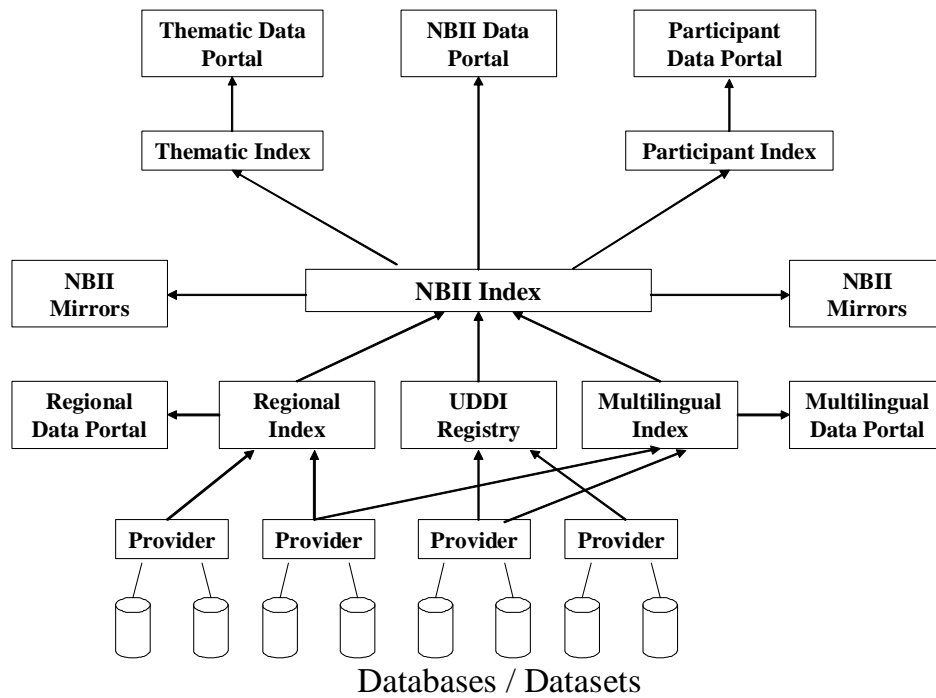 Thematic Data
Portal
NBII Data
Portal
Participant
Data Portal
Thematic Index
Participant Index
NBII
Mirrors
NBII Index
NBII
Mirrors
Regional
Data Portal
Regional
Index
UDDI
Registry
Multilingual
Index
Multilingual
Data Portal
Provider
Provider
Provider
Provider
Databases / Datasets